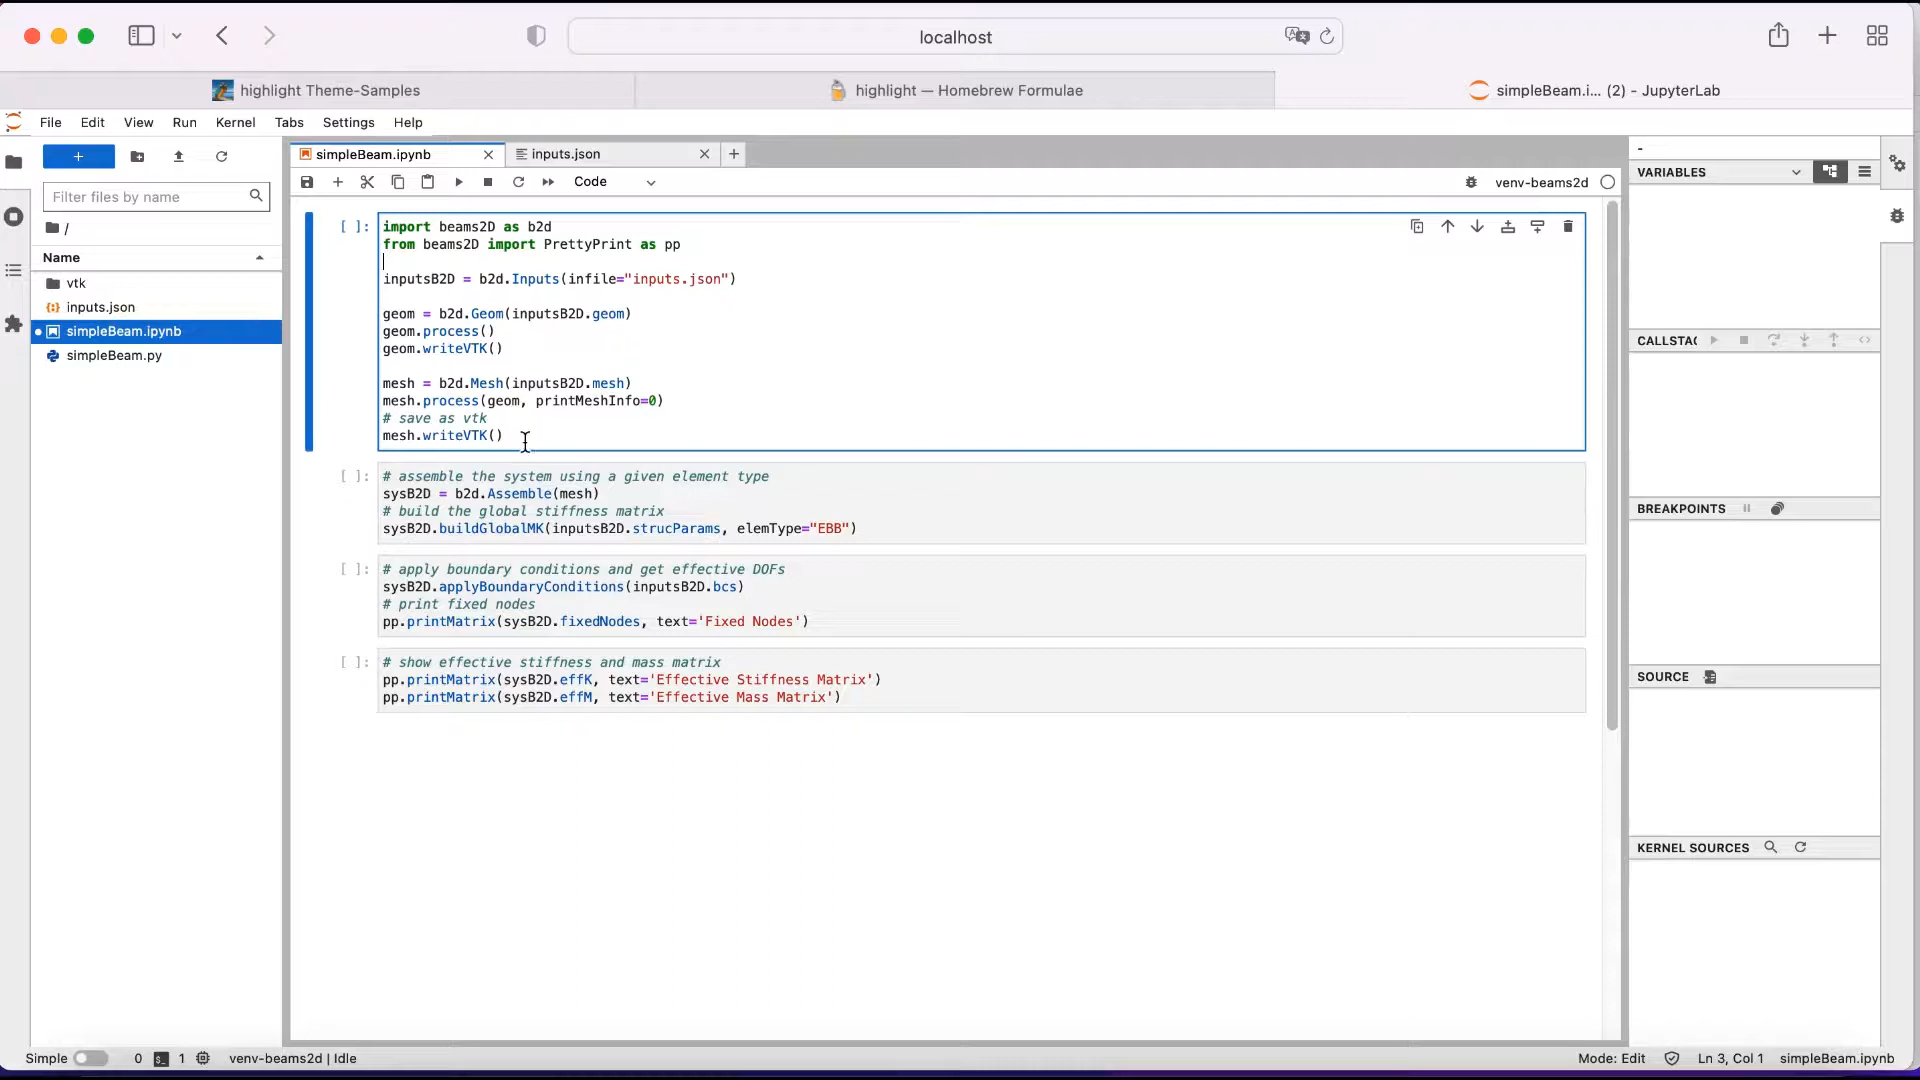 localhost
highlight Theme-Samples
highlight — Homebrew Formulae
simpleBeam.i... (2) - JupyterLab
File Edit View Run Kernel Tabs Settings Help
simpleBeam.ipynb
inputs.json
Filter files by name
Code
venv-beams2d
/
Name
vtk
inputs.json
simpleBeam.ipynb
simpleBeam.py
[ ]:
import beams2D as b2d
from beams2D import PrettyPrint as pp
inputsB2D = b2d.Inputs(infile="inputs.json")
geom = b2d.Geom(inputsB2D.geom)
geom.process()
geom.writeVTK()
mesh = b2d.Mesh(inputsB2D.mesh)
mesh.process(geom, printMeshInfo=0)
# save as vtk
mesh.writeVTK()
[ ]:
# assemble the system using a given element type
sysB2D = b2d.Assemble(mesh)
# build the global stiffness matrix
sysB2D.buildGlobalMK(inputsB2D.strucParams, elemType="EBB")
[ ]:
# apply boundary conditions and get effective DOFs
sysB2D.applyBoundaryConditions(inputsB2D.bcs)
# print fixed nodes
pp.printMatrix(sysB2D.fixedNodes, text='Fixed Nodes')
[ ]:
# show effective stiffness and mass matrix
pp.printMatrix(sysB2D.effK, text='Effective Stiffness Matrix')
pp.printMatrix(sysB2D.effM, text='Effective Mass Matrix')
-
VARIABLES
CALLSTAC
BREAKPOINTS
SOURCE
KERNEL SOURCES
Simple 0 1 venv-beams2d | Idle
Mode: Edit Ln 3, Col 1 simpleBeam.ipynb